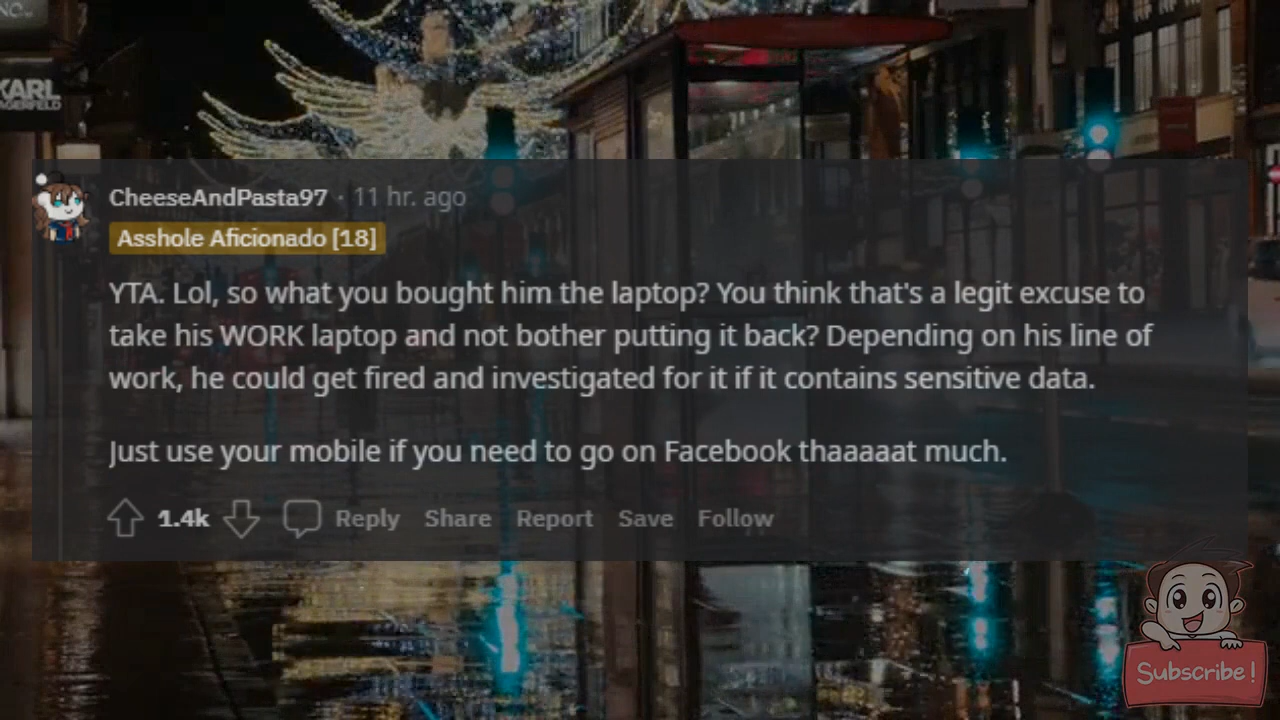 KARL
LAGERFELD
CheeseAndPasta97 · 11 hr. ago
Asshole Aficionado [18]
YTA. Lol, so what you bought him the laptop? You think that's a legit excuse to
take his WORK laptop and not bother putting it back? Depending on his line of
work, he could get fired and investigated for it if it contains sensitive data.
Just use your mobile if you need to go on Facebook thaaaaat much.
1.4k Reply Share Report Save Follow
Subscribe!